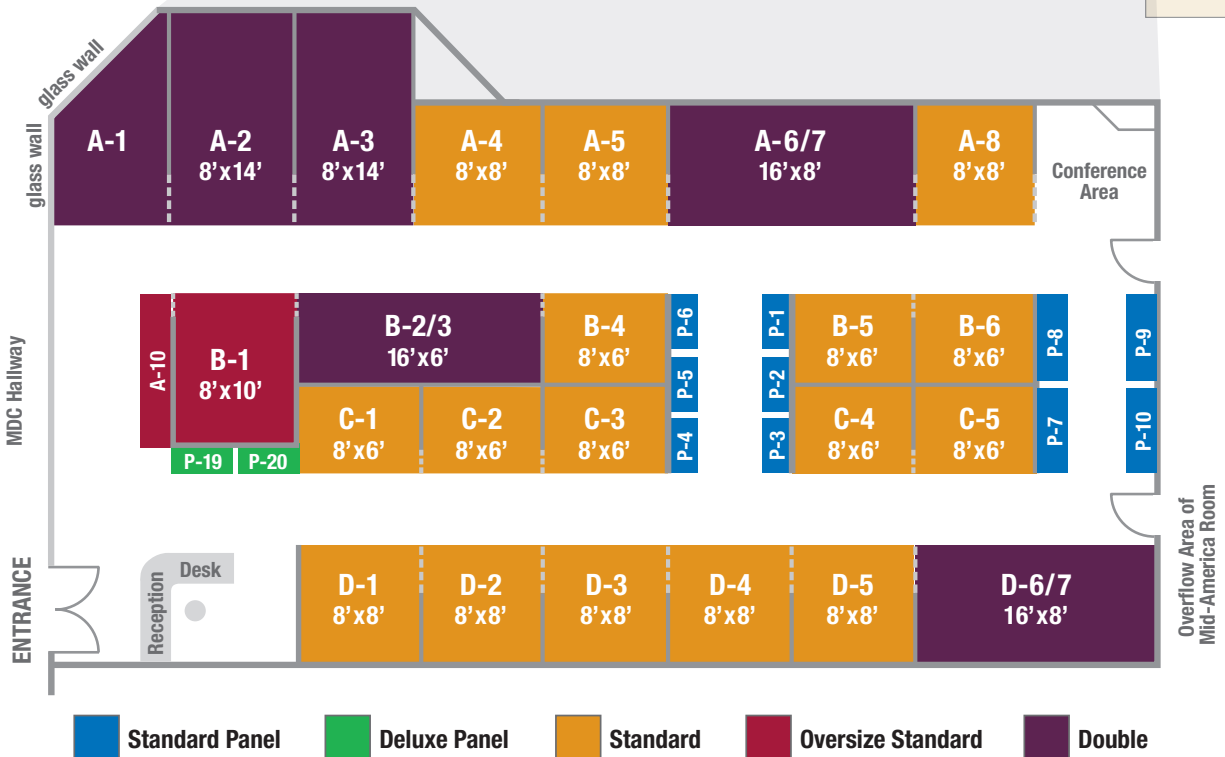 glass wall
glass wall
A-1
A-2
8'x14'
A-3
8'x14'
A-4
8'x8'
A-5
8'x8'
A-6/7
16'x8'
A-8
8'x8'
Conference
Area
MDC Hallway
A-10
B-1
8'x10'
B-2/3
16'x6'
B-4
8'x6'
P-6
P-5
P-4
P-1
P-2
P-3
B-5
8'x6'
B-6
8'x6'
P-8
P-9
P-19
P-20
C-1
8'x6'
C-2
8'x6'
C-3
8'x6'
C-4
8'x6'
C-5
8'x6'
P-7
P-10
ENTRANCE
Reception
Desk
D-1
8'x8'
D-2
8'x8'
D-3
8'x8'
D-4
8'x8'
D-5
8'x8'
D-6/7
16'x8'
Overflow Area of
Mid-America Room
Standard Panel
Deluxe Panel
Standard
Oversize Standard
Double